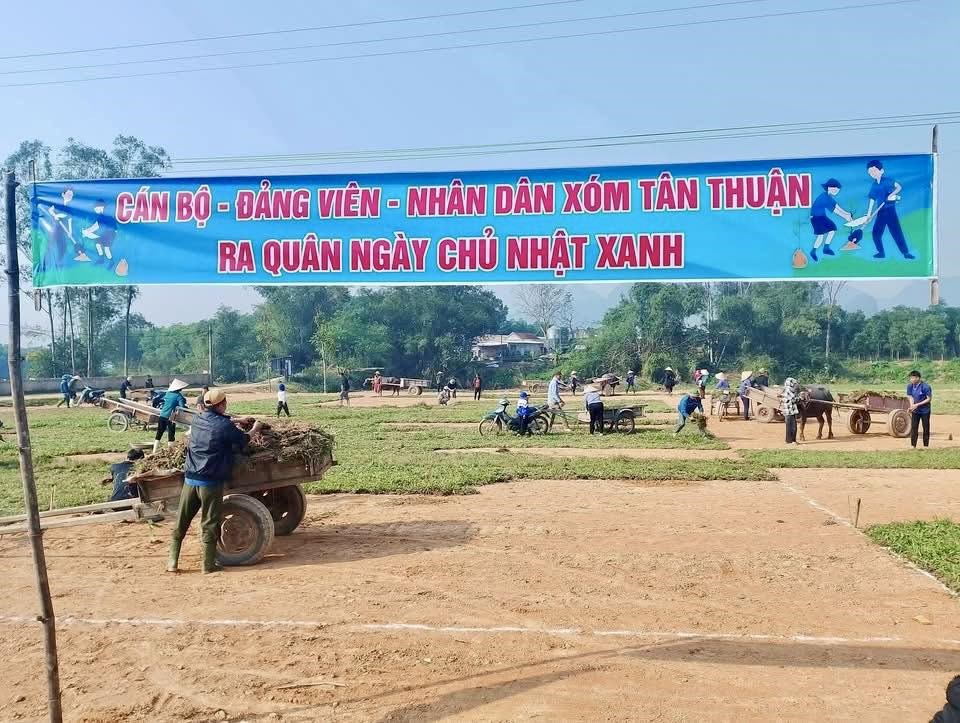 CÁN BỘ - ĐẢNG VIÊN - NHÂN DÂN XÓM TÂN THUẬN
RA QUÂN NGÀY CHỦ NHẬT XANH